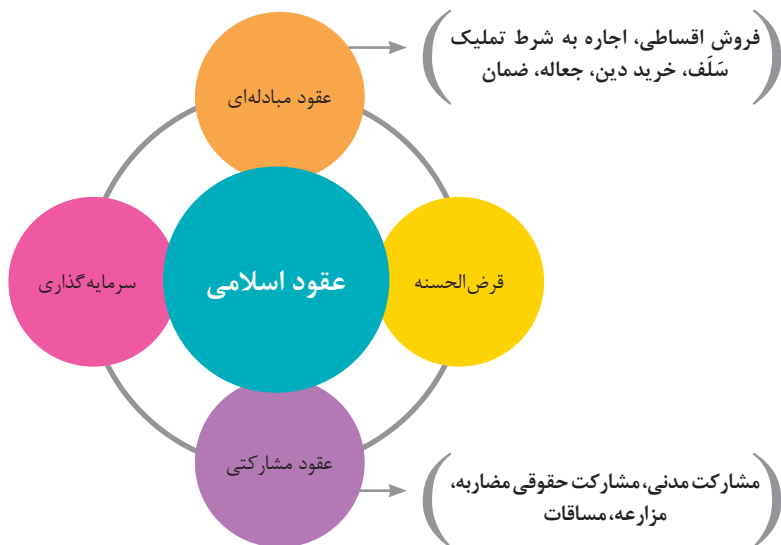 فروش اقساطی، اجاره به شرط تملیک
سَلَف، خرید دین، جعاله، ضمان
عقود مبادله‌ای
قرض‌الحسنه
عقود اسلامی
سرمایه‌گذاری
عقود مشارکتی
مشارکت مدنی، مشارکت حقوقی مضاربه،
مزارعه، مساقات